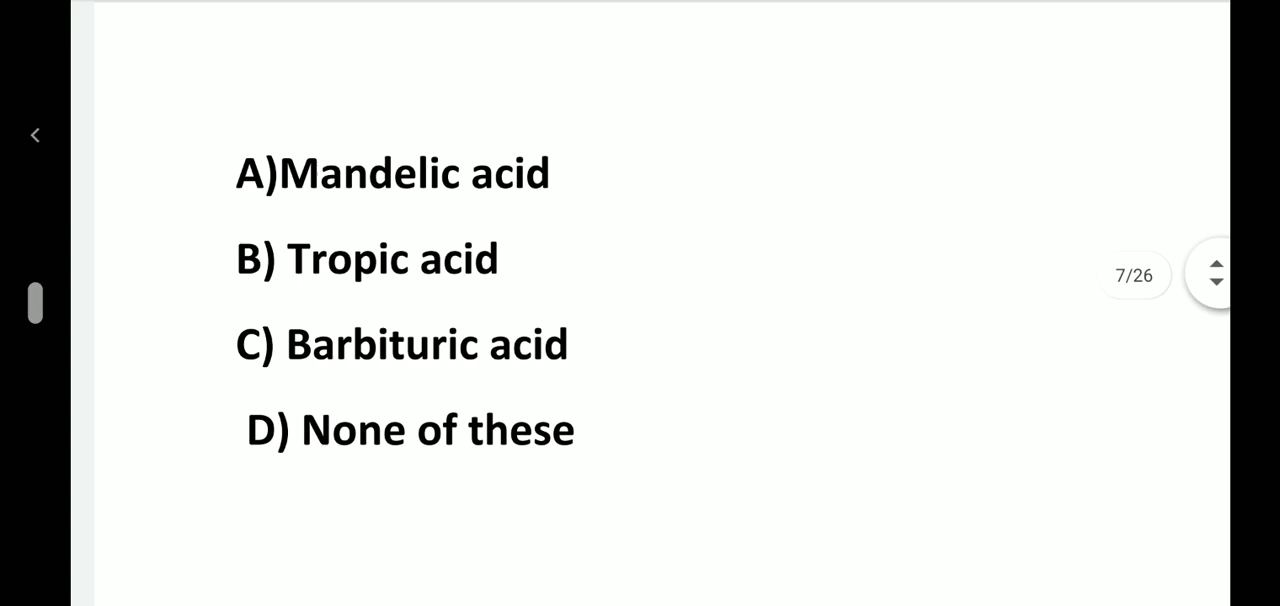 A)Mandelic acid
B) Tropic acid
7/26
C) Barbituric acid
D) None of these